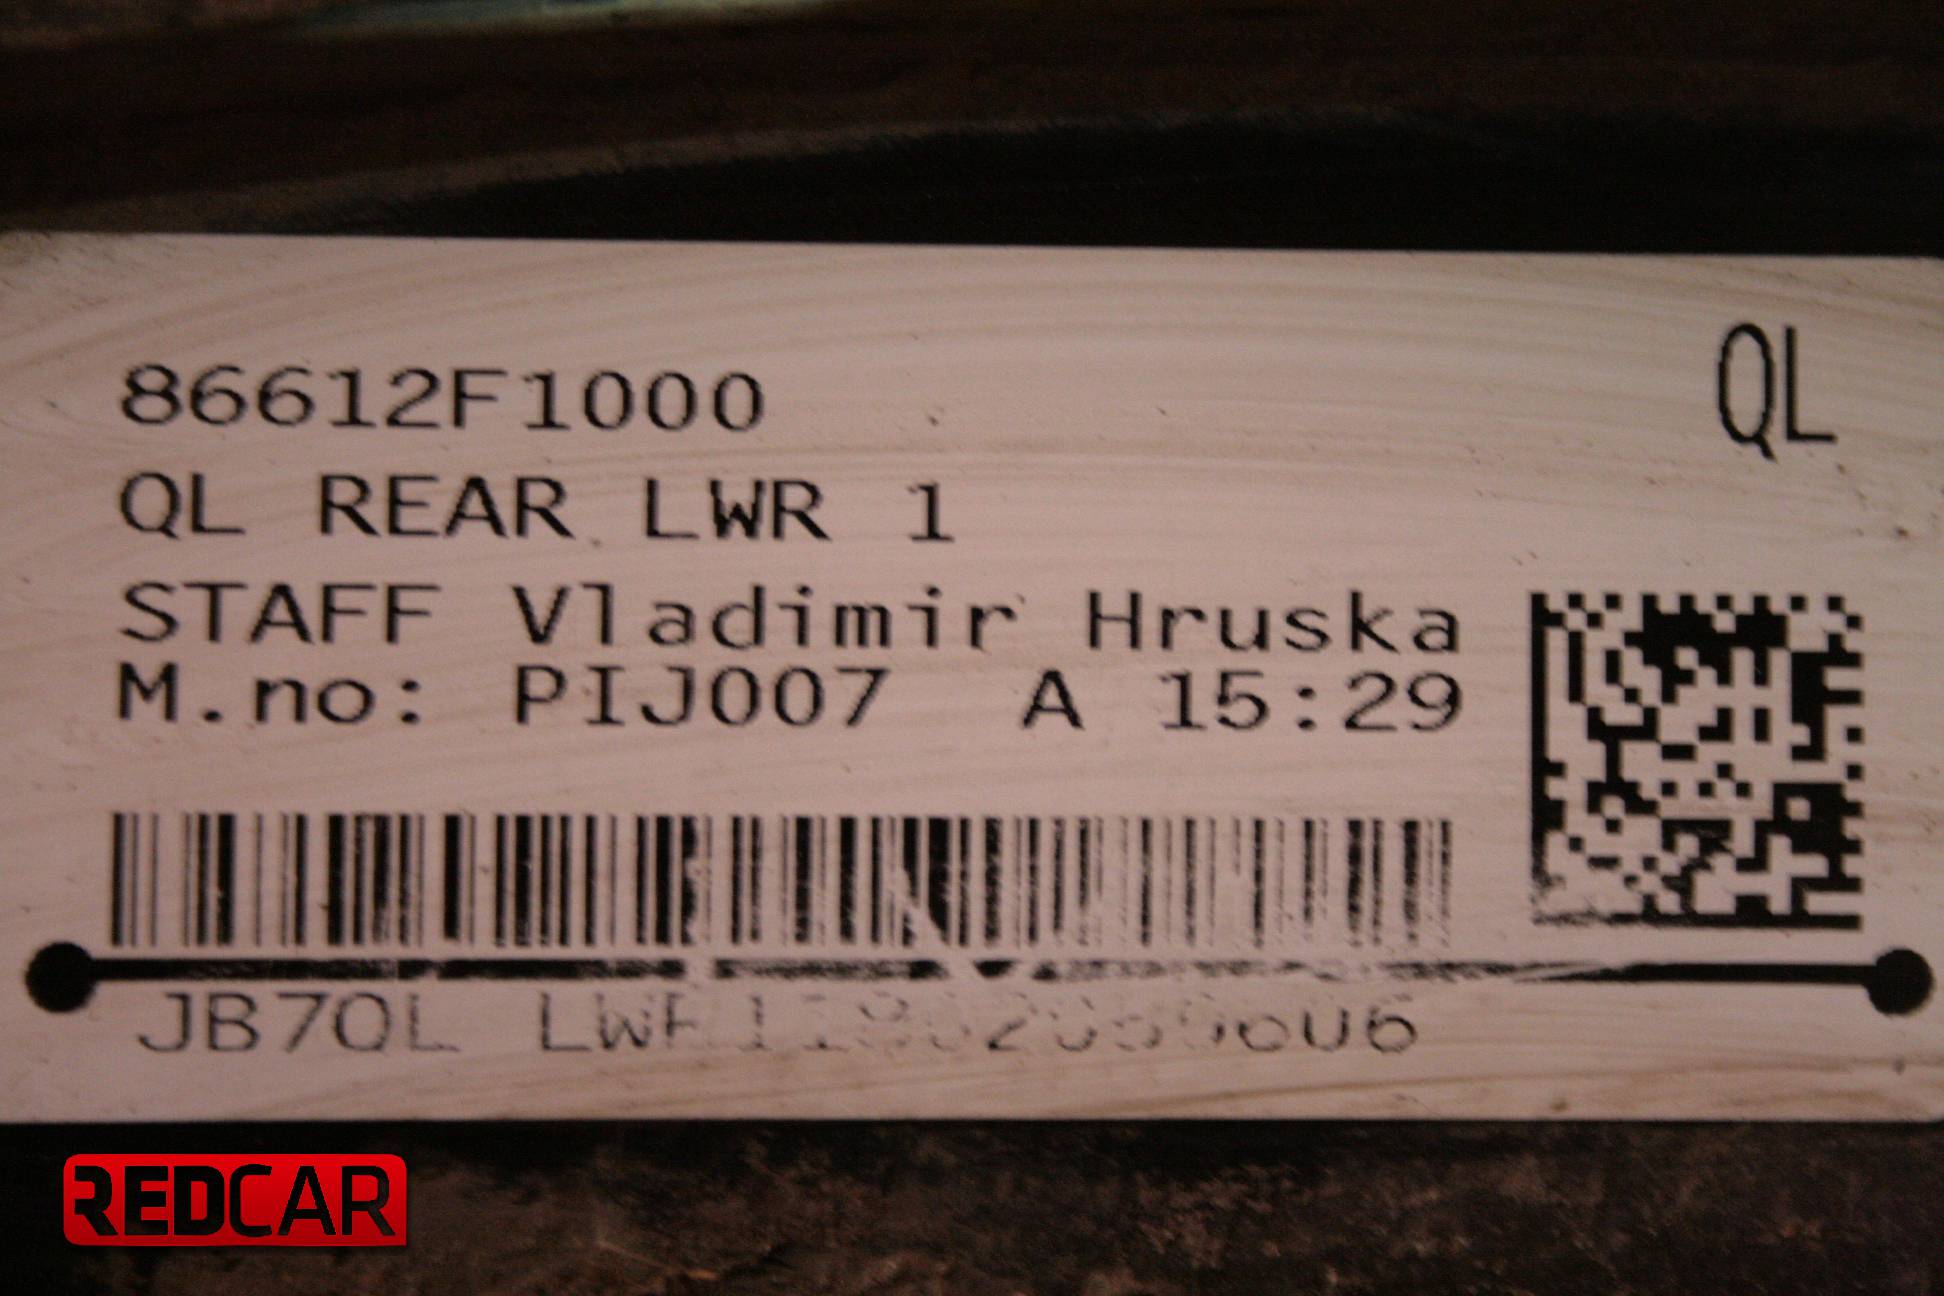 86612F1000
QL
QL REAR LWR 1
STAFF Vladimir Hruska
M.no: PIJ007 A 15:29
JB7QL
REDCAR